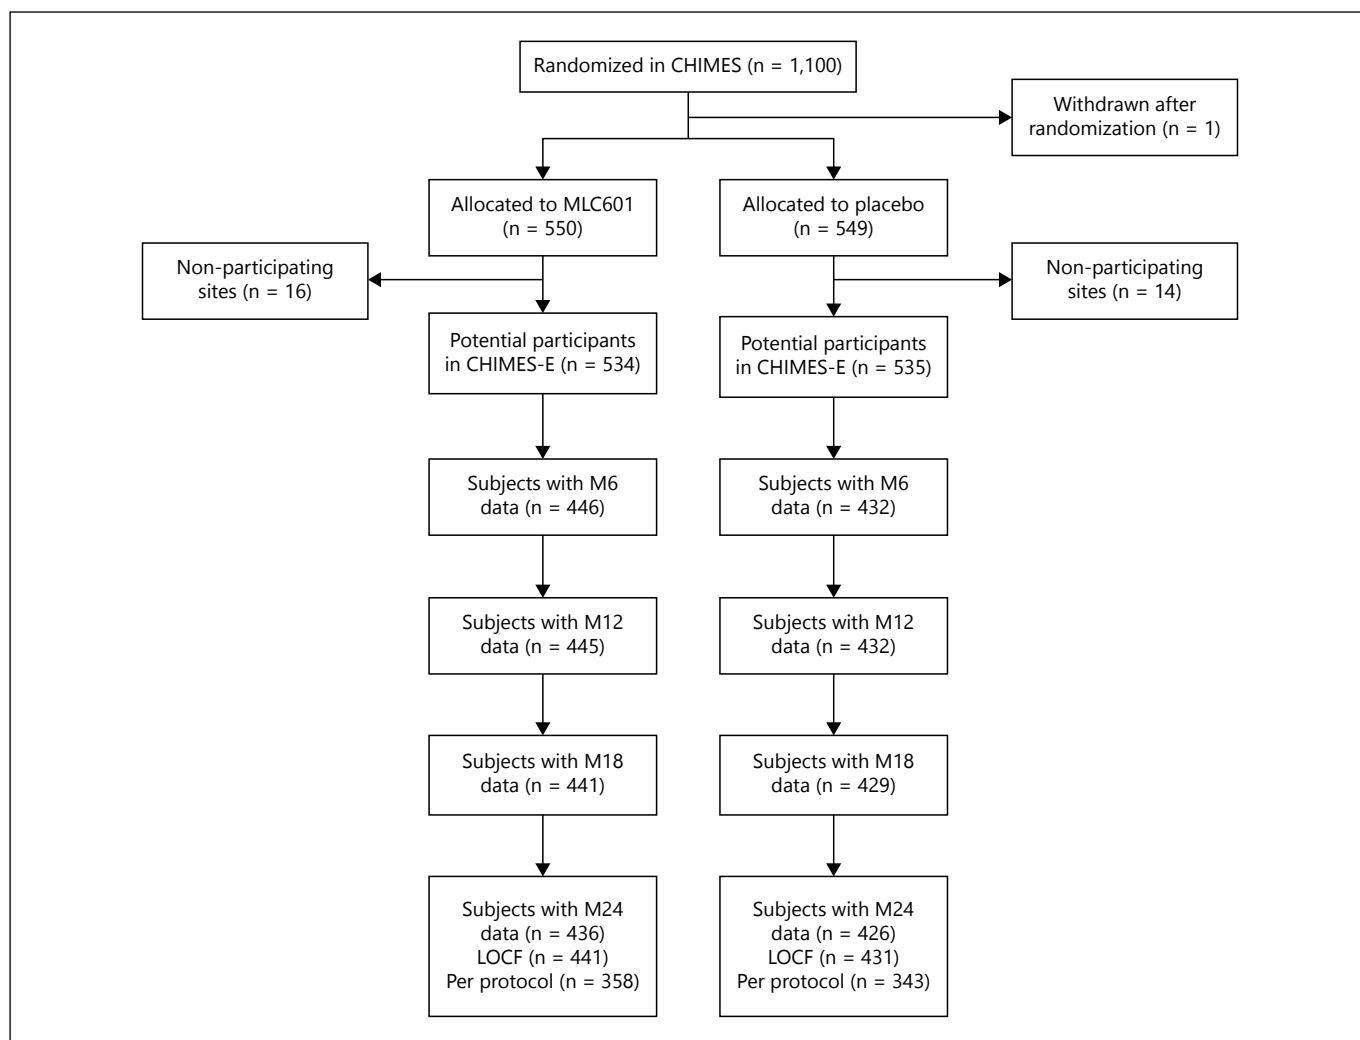 Randomized in CHIMES (n = 1,100)
Withdrawn after
randomization (n = 1)
Allocated to MLC601
(n = 550)
Allocated to placebo
(n = 549)
Non-participating
sites (n = 16)
Non-participating
sites (n = 14)
Potential participants
in CHIMES-E (n = 534)
Potential participants
in CHIMES-E (n = 535)
Subjects with M6
data (n = 446)
Subjects with M6
data (n = 432)
Subjects with M12
data (n = 445)
Subjects with M12
data (n = 432)
Subjects with M18
data (n = 441)
Subjects with M18
data (n = 429)
Subjects with M24
data (n = 436)
LOCF (n = 441)
Per protocol (n = 358)
Subjects with M24
data (n = 426)
LOCF (n = 431)
Per protocol (n = 343)